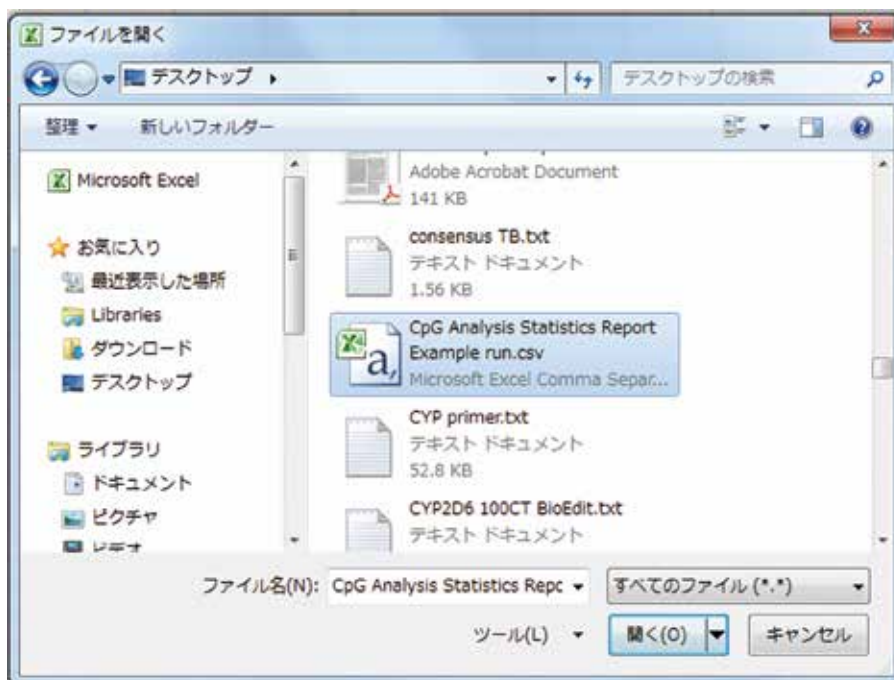 ファイルを開く
デスクトップ
デスクトップの検索
整理
新しいフォルダー
Microsoft Excel
お気に入り
最近表示した場所
Libraries
ダウンロード
デスクトップ
ライブラリ
ドキュメント
ピクチャ
ビデオ
Adobe Acrobat Document
141 KB
consensus TB.txt
テキスト ドキュメント
1.56 KB
CpG Analysis Statistics Report
Example run.csv
Microsoft Excel Comma Separ...
CYP primer.txt
テキスト ドキュメント
52.8 KB
CYP2D6 100CT BioEdit.txt
テキスト ドキュメント
ファイル名(N): CpG Analysis Statistics Repc すべてのファイル (*.*)
ツール(L) 開く(O) キャンセル